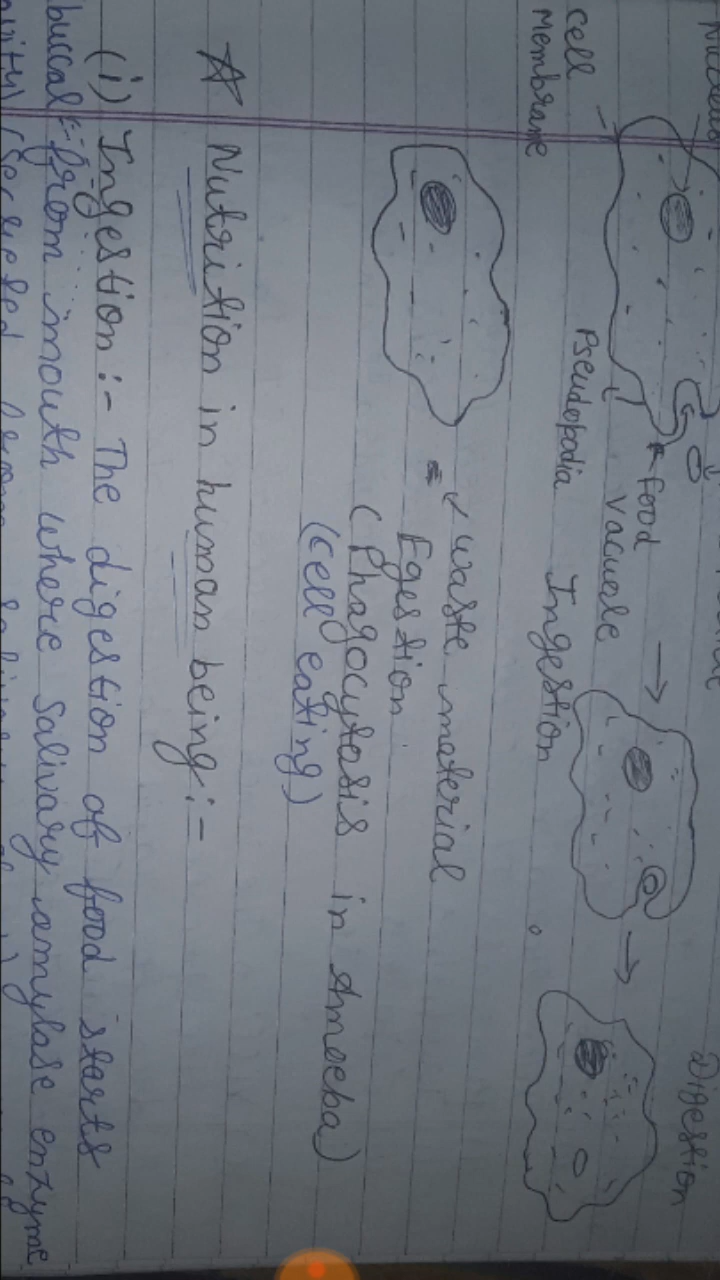 Digestion
cell
Membrane
Pseudopodia
food
vacuole
Ingestion
waste material
Egestion
(Phagocytosis in Amoeba)
(cell eating)
Nutrition in human being :-
(i) Ingestion :- The digestion of food starts
buccal from mouth where salivary amylase enzyme